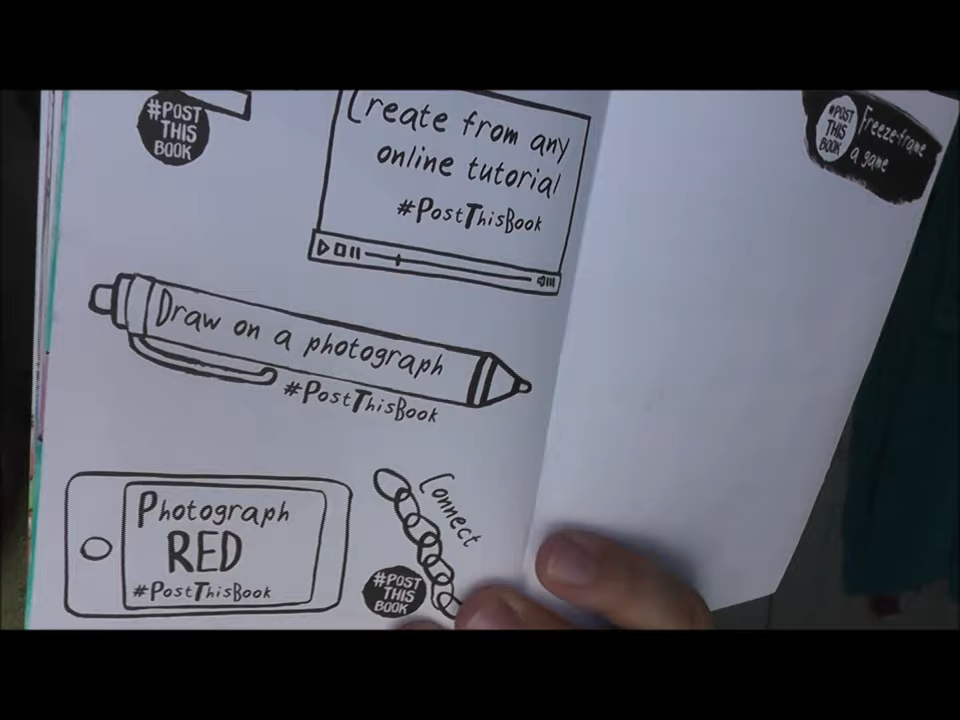 #POST
THIS
BOOK
Create from any
online tutorial
#PostThisBook
Draw on a photograph
#PostThisBook
Photograph
RED
#PostThisBook
Connect
#POST
THIS
BOOK
#POST
THIS
BOOK
Freeze-frame
a game